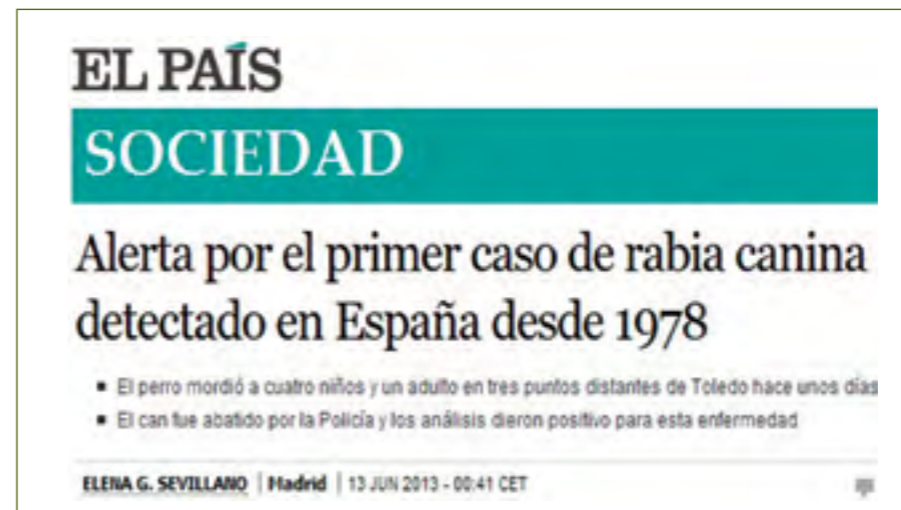 EL PAÍS
SOCIEDAD
Alerta por el primer caso de rabia canina
detectado en España desde 1978
▪ El perro mordió a cuatro niños y un adulto en tres puntos distantes de Toledo hace unos días
▪ El can fue abatido por la Policía y los análisis dieron positivo para esta enfermedad
ELENA G. SEVILLANO | Madrid | 13 JUN 2013 - 00:41 CET